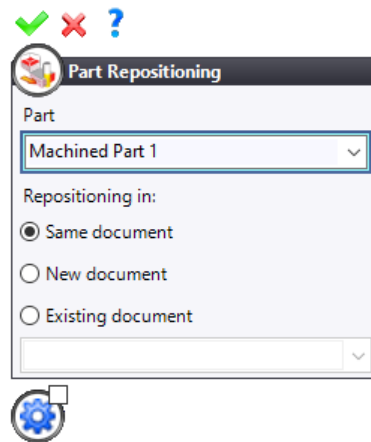 ?
Part Repositioning
Part
Machined Part 1
Repositioning in:
Same document
New document
Existing document